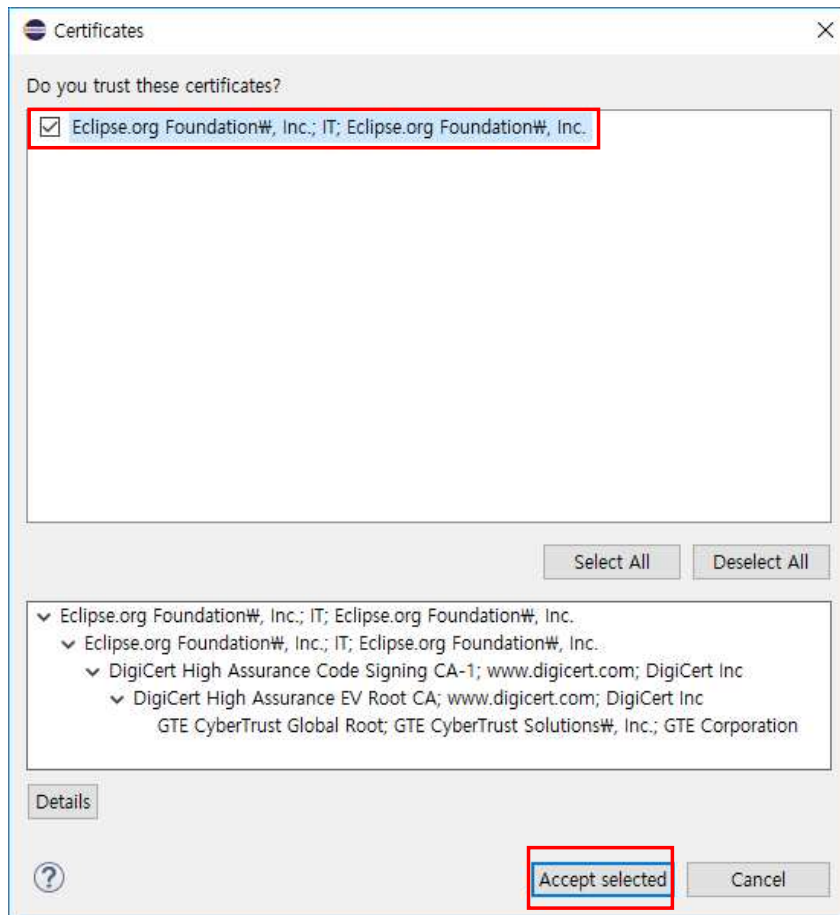 Certificates
Do you trust these certificates?
Eclipse.org Foundation₩, Inc.; IT; Eclipse.org Foundation₩, Inc.
Select All
Deselect All
Eclipse.org Foundation₩, Inc.; IT; Eclipse.org Foundation₩, Inc.
Eclipse.org Foundation₩, Inc.; IT; Eclipse.org Foundation₩, Inc.
DigiCert High Assurance Code Signing CA-1; www.digicert.com; DigiCert Inc
DigiCert High Assurance EV Root CA; www.digicert.com; DigiCert Inc
GTE CyberTrust Global Root; GTE CyberTrust Solutions₩, Inc.; GTE Corporation
Details
?
Accept selected
Cancel